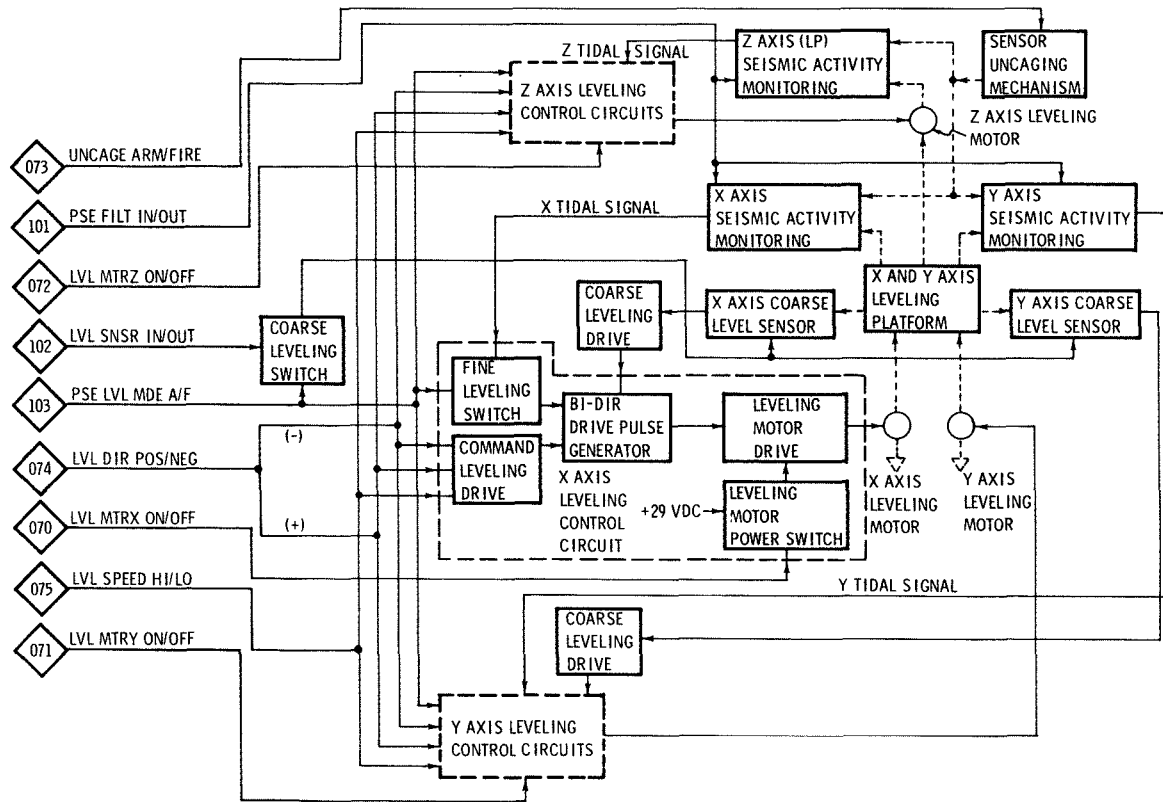 Z TIDAL SIGNAL
Z AXIS (LP)
SEISMIC ACTIVITY
MONITORING
SENSOR
UNCAGING
MECHANISM
Z AXIS LEVELING
CONTROL CIRCUITS
Z AXIS LEVELING
MOTOR
073
UNCAGE ARM/FIRE
101
PSE FILT IN/OUT
X TIDAL SIGNAL
X AXIS
SEISMIC ACTIVITY
MONITORING
Y AXIS
SEISMIC ACTIVITY
MONITORING
072
LVL MTRZ ON/OFF
102
LVL SNSR IN/OUT
COARSE
LEVELING
SWITCH
COARSE
LEVELING
DRIVE
X AXIS COARSE
LEVEL SENSOR
X AND Y AXIS
LEVELING
PLATFORM
Y AXIS COARSE
LEVEL SENSOR
103
PSE LVL MDE A/F
FINE
LEVELING
SWITCH
BI-DIR
DRIVE PULSE
GENERATOR
LEVELING
MOTOR
DRIVE
074
LVL DIR POS/NEG
(-)
(+)
COMMAND
LEVELING
DRIVE
X AXIS
LEVELING
CONTROL
CIRCUIT
+29 VDC
LEVELING
MOTOR
POWER SWITCH
X AXIS
LEVELING
MOTOR
Y AXIS
LEVELING
MOTOR
070
LVL MTRX ON/OFF
075
LVL SPEED HI/LO
Y TIDAL SIGNAL
071
LVL MTRY ON/OFF
COARSE
LEVELING
DRIVE
Y AXIS LEVELING
CONTROL CIRCUITS